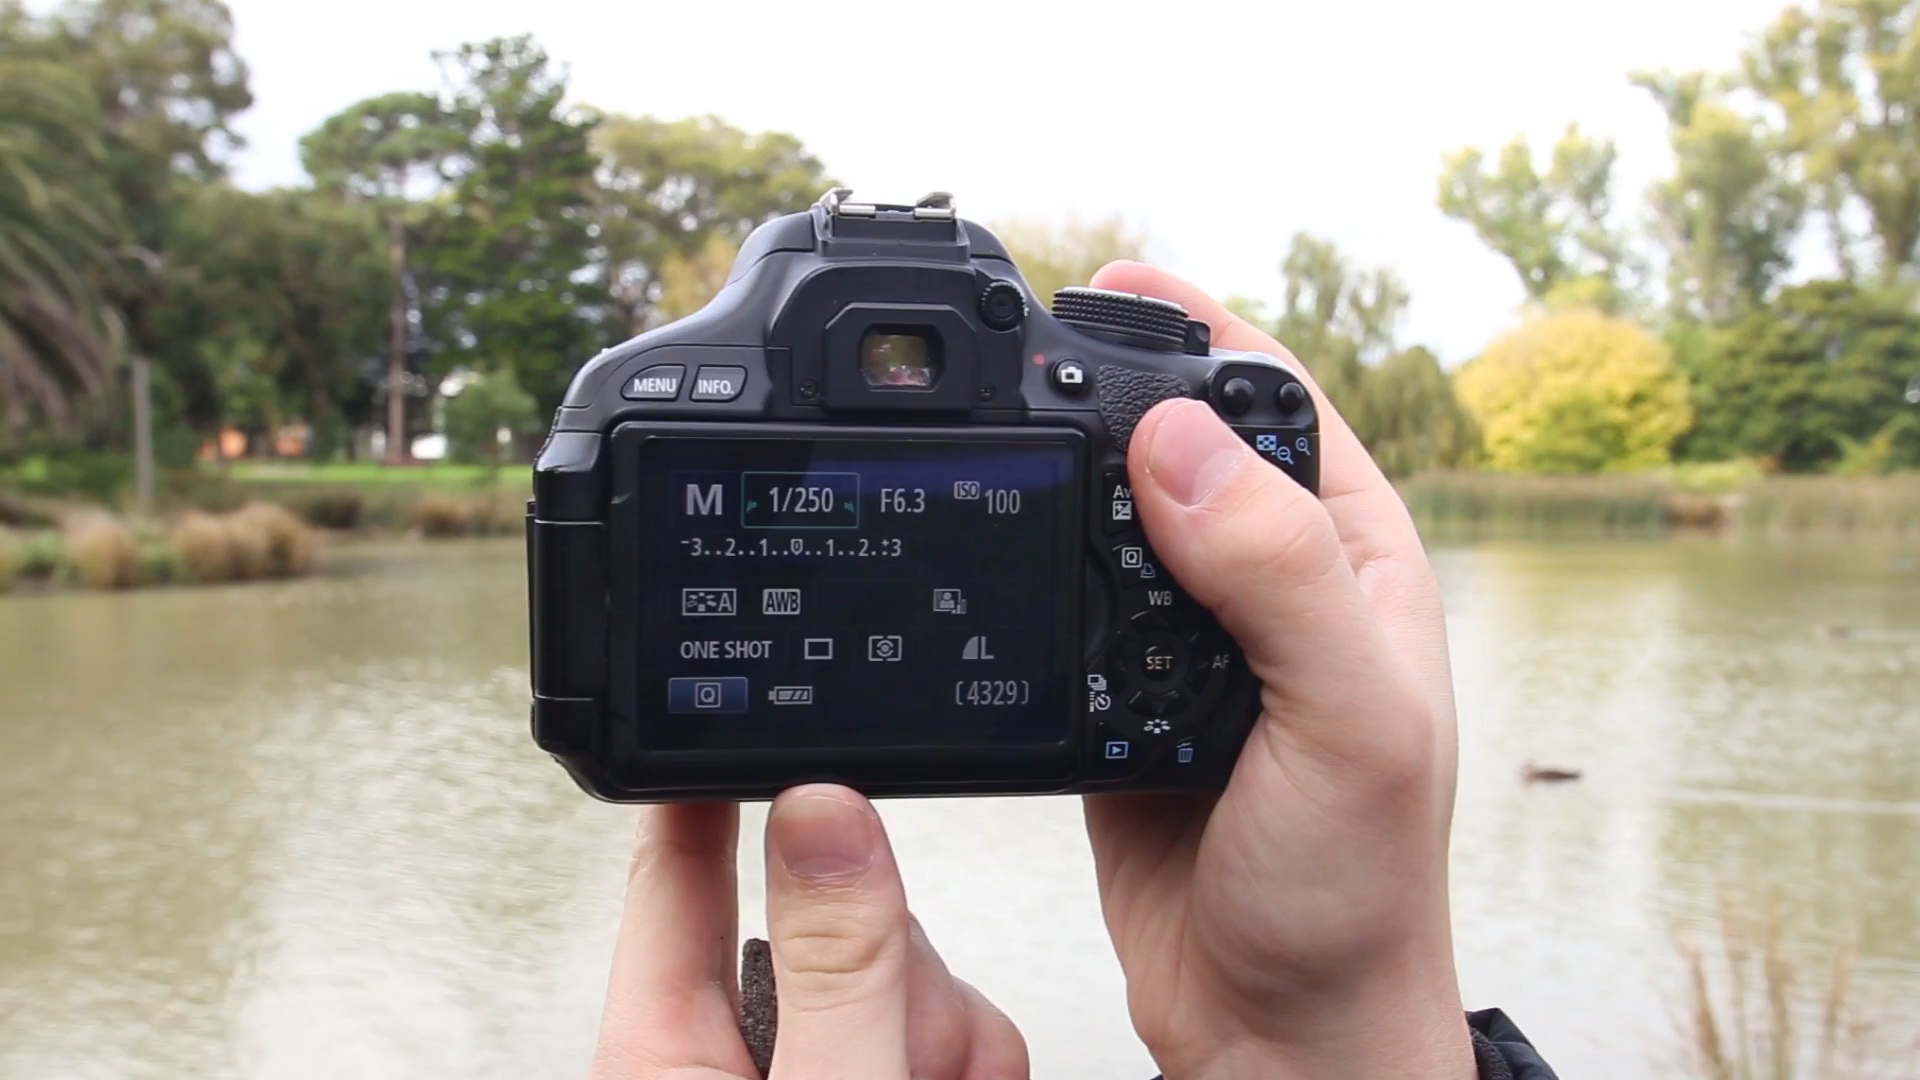 MENU INFO.
M 1/250 F6.3 ISO 100
-3..2..1..0..1..2.:+3
A AWB
ONE SHOT L
Q (4329)
Av
Q
WB
SET AF